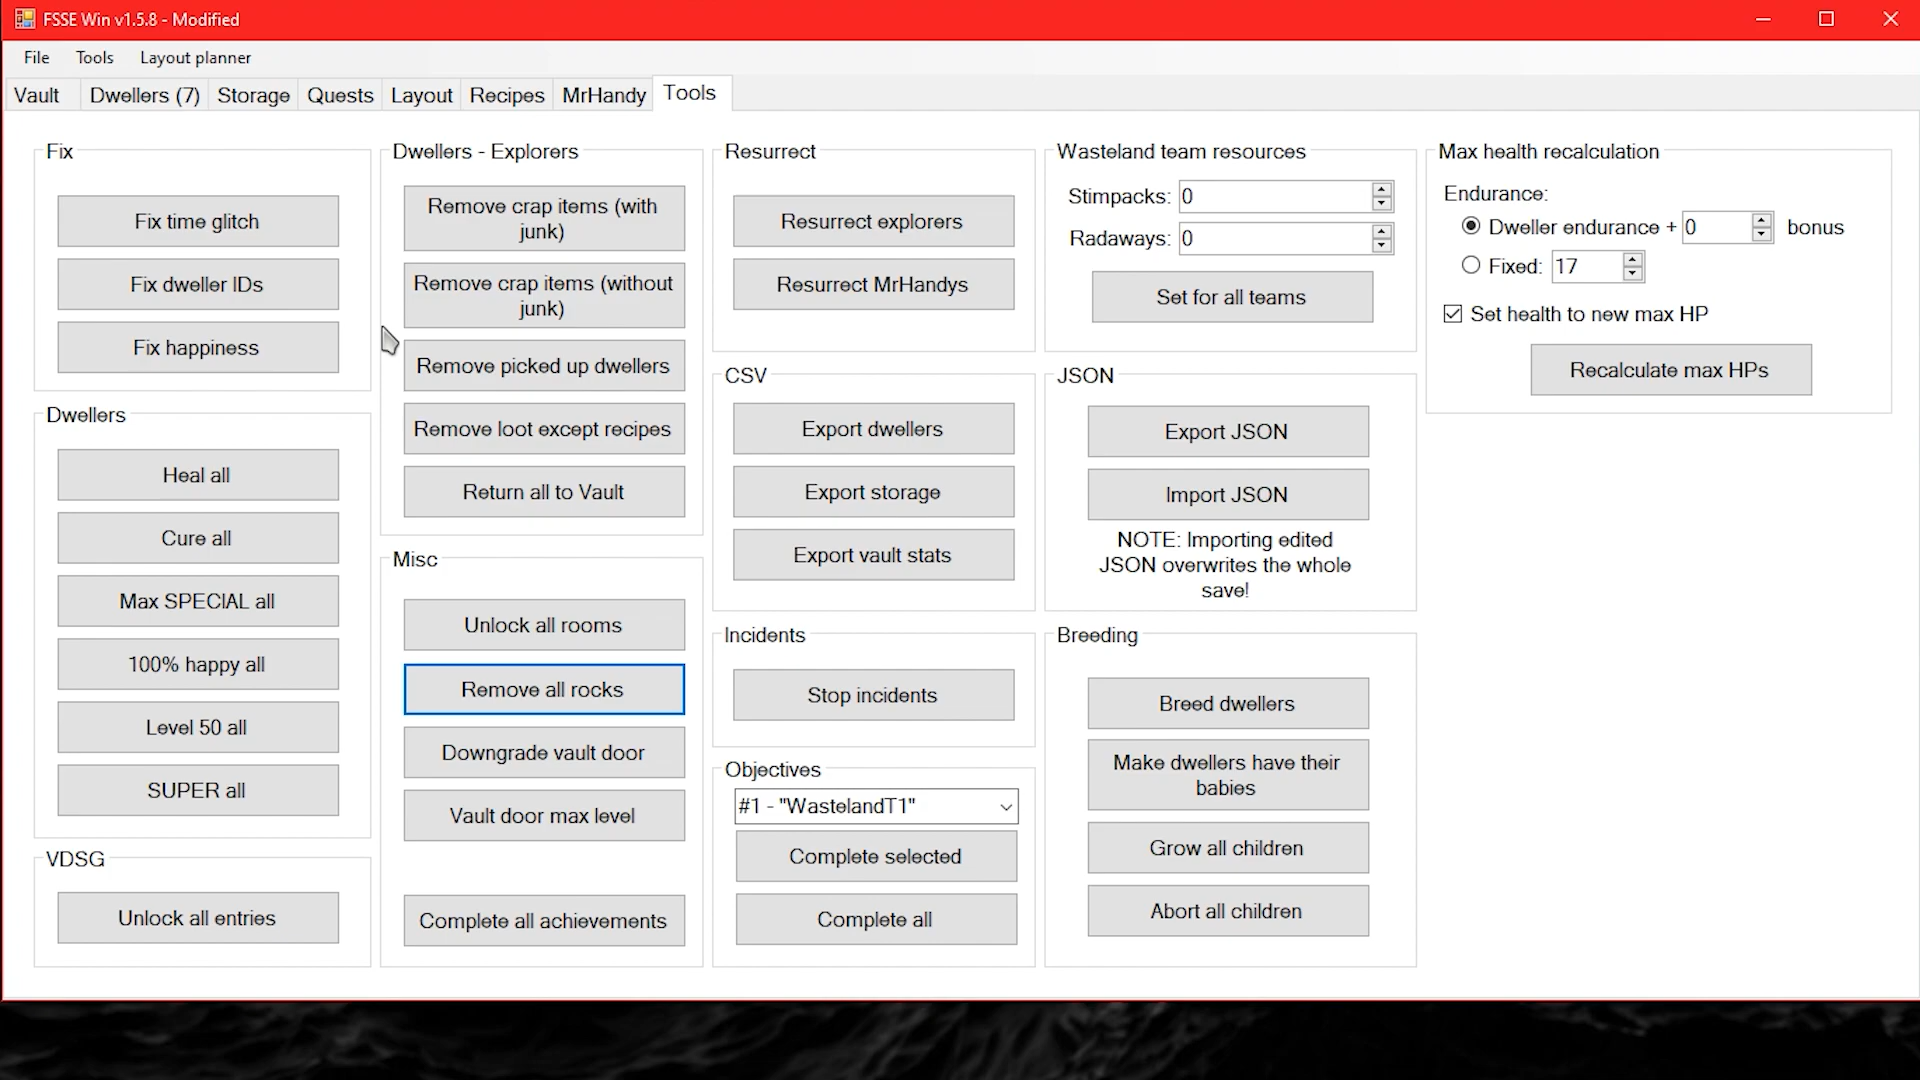 FSSE Win v1.5.8 - Modified
File Tools Layout planner
Vault Dwellers (7) Storage Quests Layout Recipes MrHandy Tools
Fix
Fix time glitch
Fix dweller IDs
Fix happiness
Dwellers
Heal all
Cure all
Max SPECIAL all
100% happy all
Level 50 all
SUPER all
VDSG
Unlock all entries
Dwellers - Explorers
Remove crap items (with
junk)
Remove crap items (without
junk)
Remove picked up dwellers
Remove loot except recipes
Return all to Vault
Misc
Unlock all rooms
Remove all rocks
Downgrade vault door
Vault door max level
Complete all achievements
Resurrect
Resurrect explorers
Resurrect MrHandys
CSV
Export dwellers
Export storage
Export vault stats
Incidents
Stop incidents
Objectives
#1 - "WastelandT1"
Complete selected
Complete all
Wasteland team resources
Stimpacks: 0
Radaways: 0
Set for all teams
JSON
Export JSON
Import JSON
NOTE: Importing edited
JSON overwrites the whole
save!
Breeding
Breed dwellers
Make dwellers have their
babies
Grow all children
Abort all children
Max health recalculation
Endurance:
Dweller endurance + 0 bonus
Fixed: 17
Set health to new max HP
Recalculate max HPs